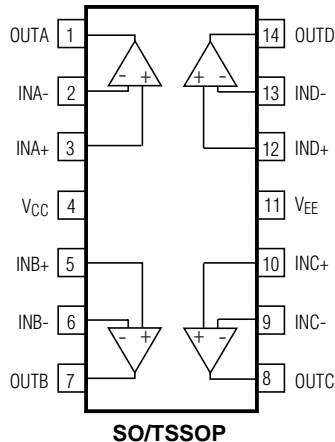 OUTA 1 14 OUTD
- + + -
INA- 2 13 IND-
INA+ 3 12 IND+
VCC 4 11 VEE
INB+ 5 10 INC+
INB- 6 9 INC-
- + + -
OUTB 7 8 OUTC
SO/TSSOP